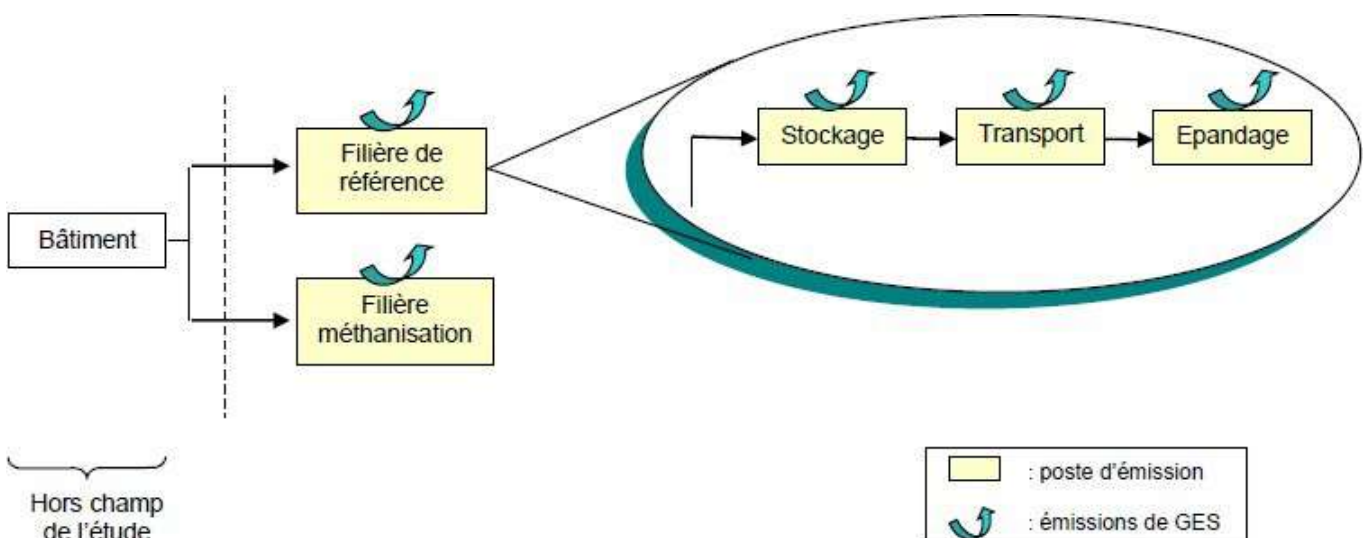 Stockage
Transport
Epandage
Filière de
référence
Bâtiment
Filière
méthanisation
Hors champ
de l'étude
: poste d'émission
: émissions de GES